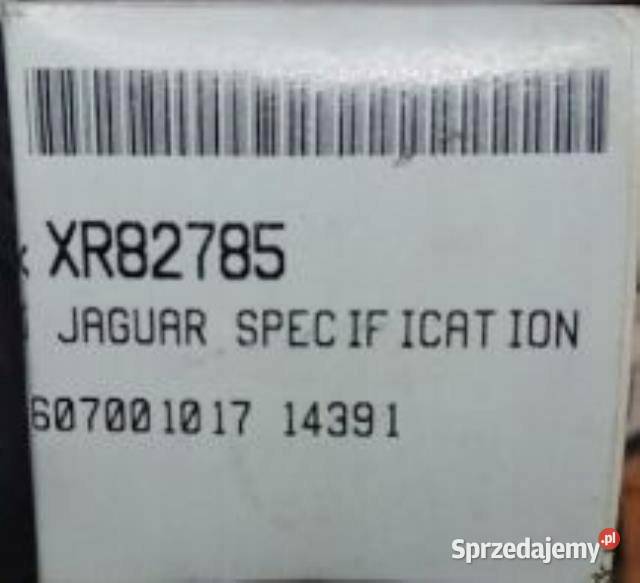 XR82785
JAGUAR SPECIFICATION
607001017 14391
Sprzedajemy.pl